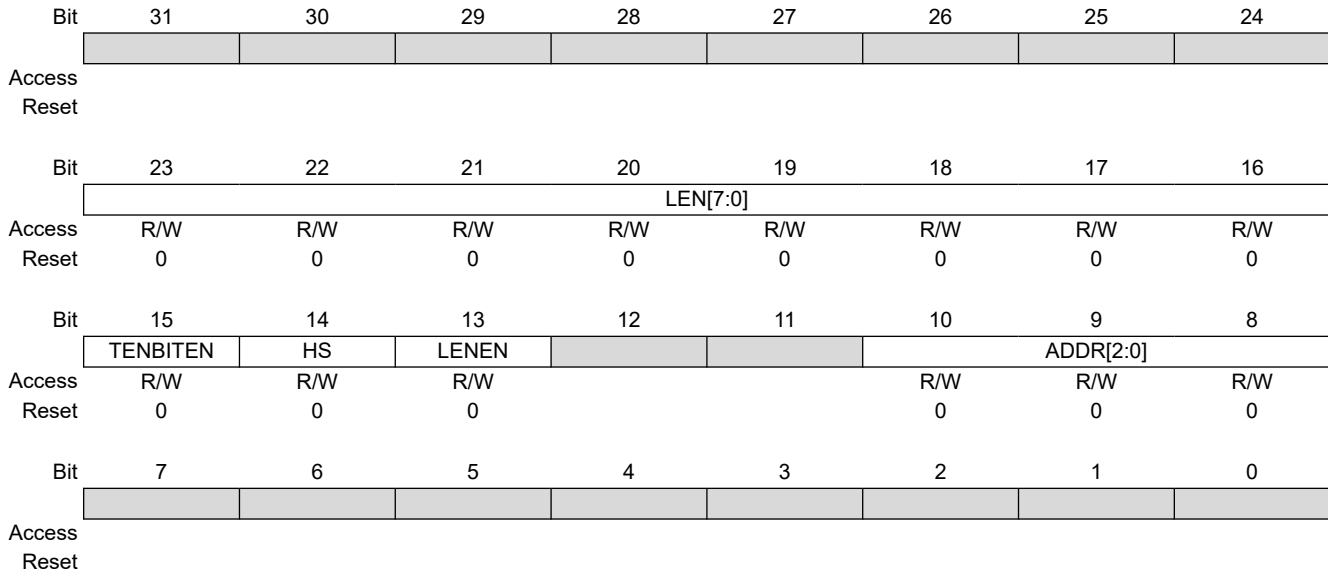 Bit 31 30 29 28 27 26 25 24
Access
Reset
Bit 23 22 21 20 19 18 17 16
LEN[7:0]
Access R/W R/W R/W R/W R/W R/W R/W R/W
Reset 0 0 0 0 0 0 0 0
Bit 15 14 13 12 11 10 9 8
TENBITEN HS LENEN ADDR[2:0]
Access R/W R/W R/W R/W R/W R/W
Reset 0 0 0 0 0 0
Bit 7 6 5 4 3 2 1 0
Access
Reset